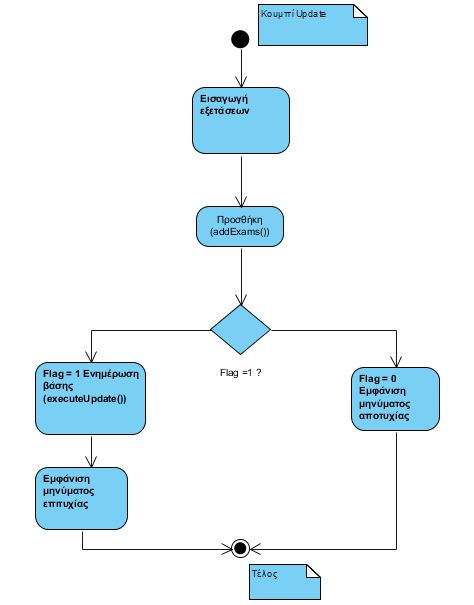 Κουμπί Update
Εισαγωγή
εξετάσεων
Προσθήκη
(addExams())
Flag =1 ?
Flag = 1 Ενημέρωση
βάσης
(executeUpdate())
Flag = 0
Εμφάνιση
μηνύματος
αποτυχίας
Εμφάνιση
μηνύματος
επιτυχίας
Τέλος